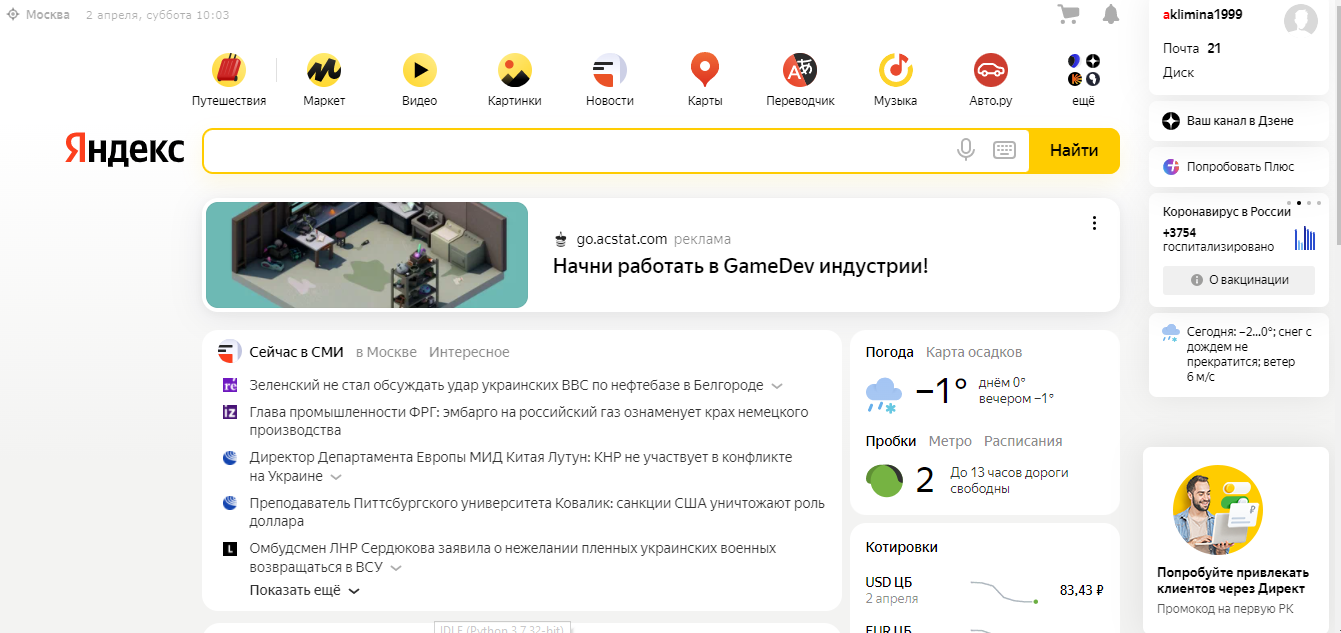 Москва 2 апреля, суббота 10:03
Путешествия
Маркет
Видео
Картинки
Новости
Карты
Переводчик
Музыка
Авто.ру
ещё
Яндекс
Найти
go.acstat.com реклама
Начни работать в GameDev индустрии!
Сейчас в СМИ в Москве Интересное
Зеленский не стал обсуждать удар украинских ВВС по нефтебазе в Белгороде
Глава промышленности ФРГ: эмбарго на российский газ ознаменует крах немецкого
производства
Директор Департамента Европы МИД Китая Лутун: КНР не участвует в конфликте
на Украине
Преподаватель Питтсбургского университета Ковалик: санкции США уничтожают роль
доллара
Омбудсмен ЛНР Сердюкова заявила о нежелании пленных украинских военных
возвращаться в ВСУ
Показать ещё
IDLE (Python 3.7 32-bit)
Погода Карта осадков
−1° днём 0°
вечером −1°
Пробки Метро Расписания
2 До 13 часов дороги
свободны
Котировки
USD ЦБ 83,43 ₽
2 апреля
EUR ЦБ
aklimina1999
Почта 21
Диск
Ваш канал в Дзене
Попробовать Плюс
Коронавирус в России
+3754
госпитализировано
О вакцинации
Сегодня: −2...0°; снег с
дождем не
прекратится; ветер
6 м/с
Попробуйте привлекать
клиентов через Директ
Промокод на первую РК